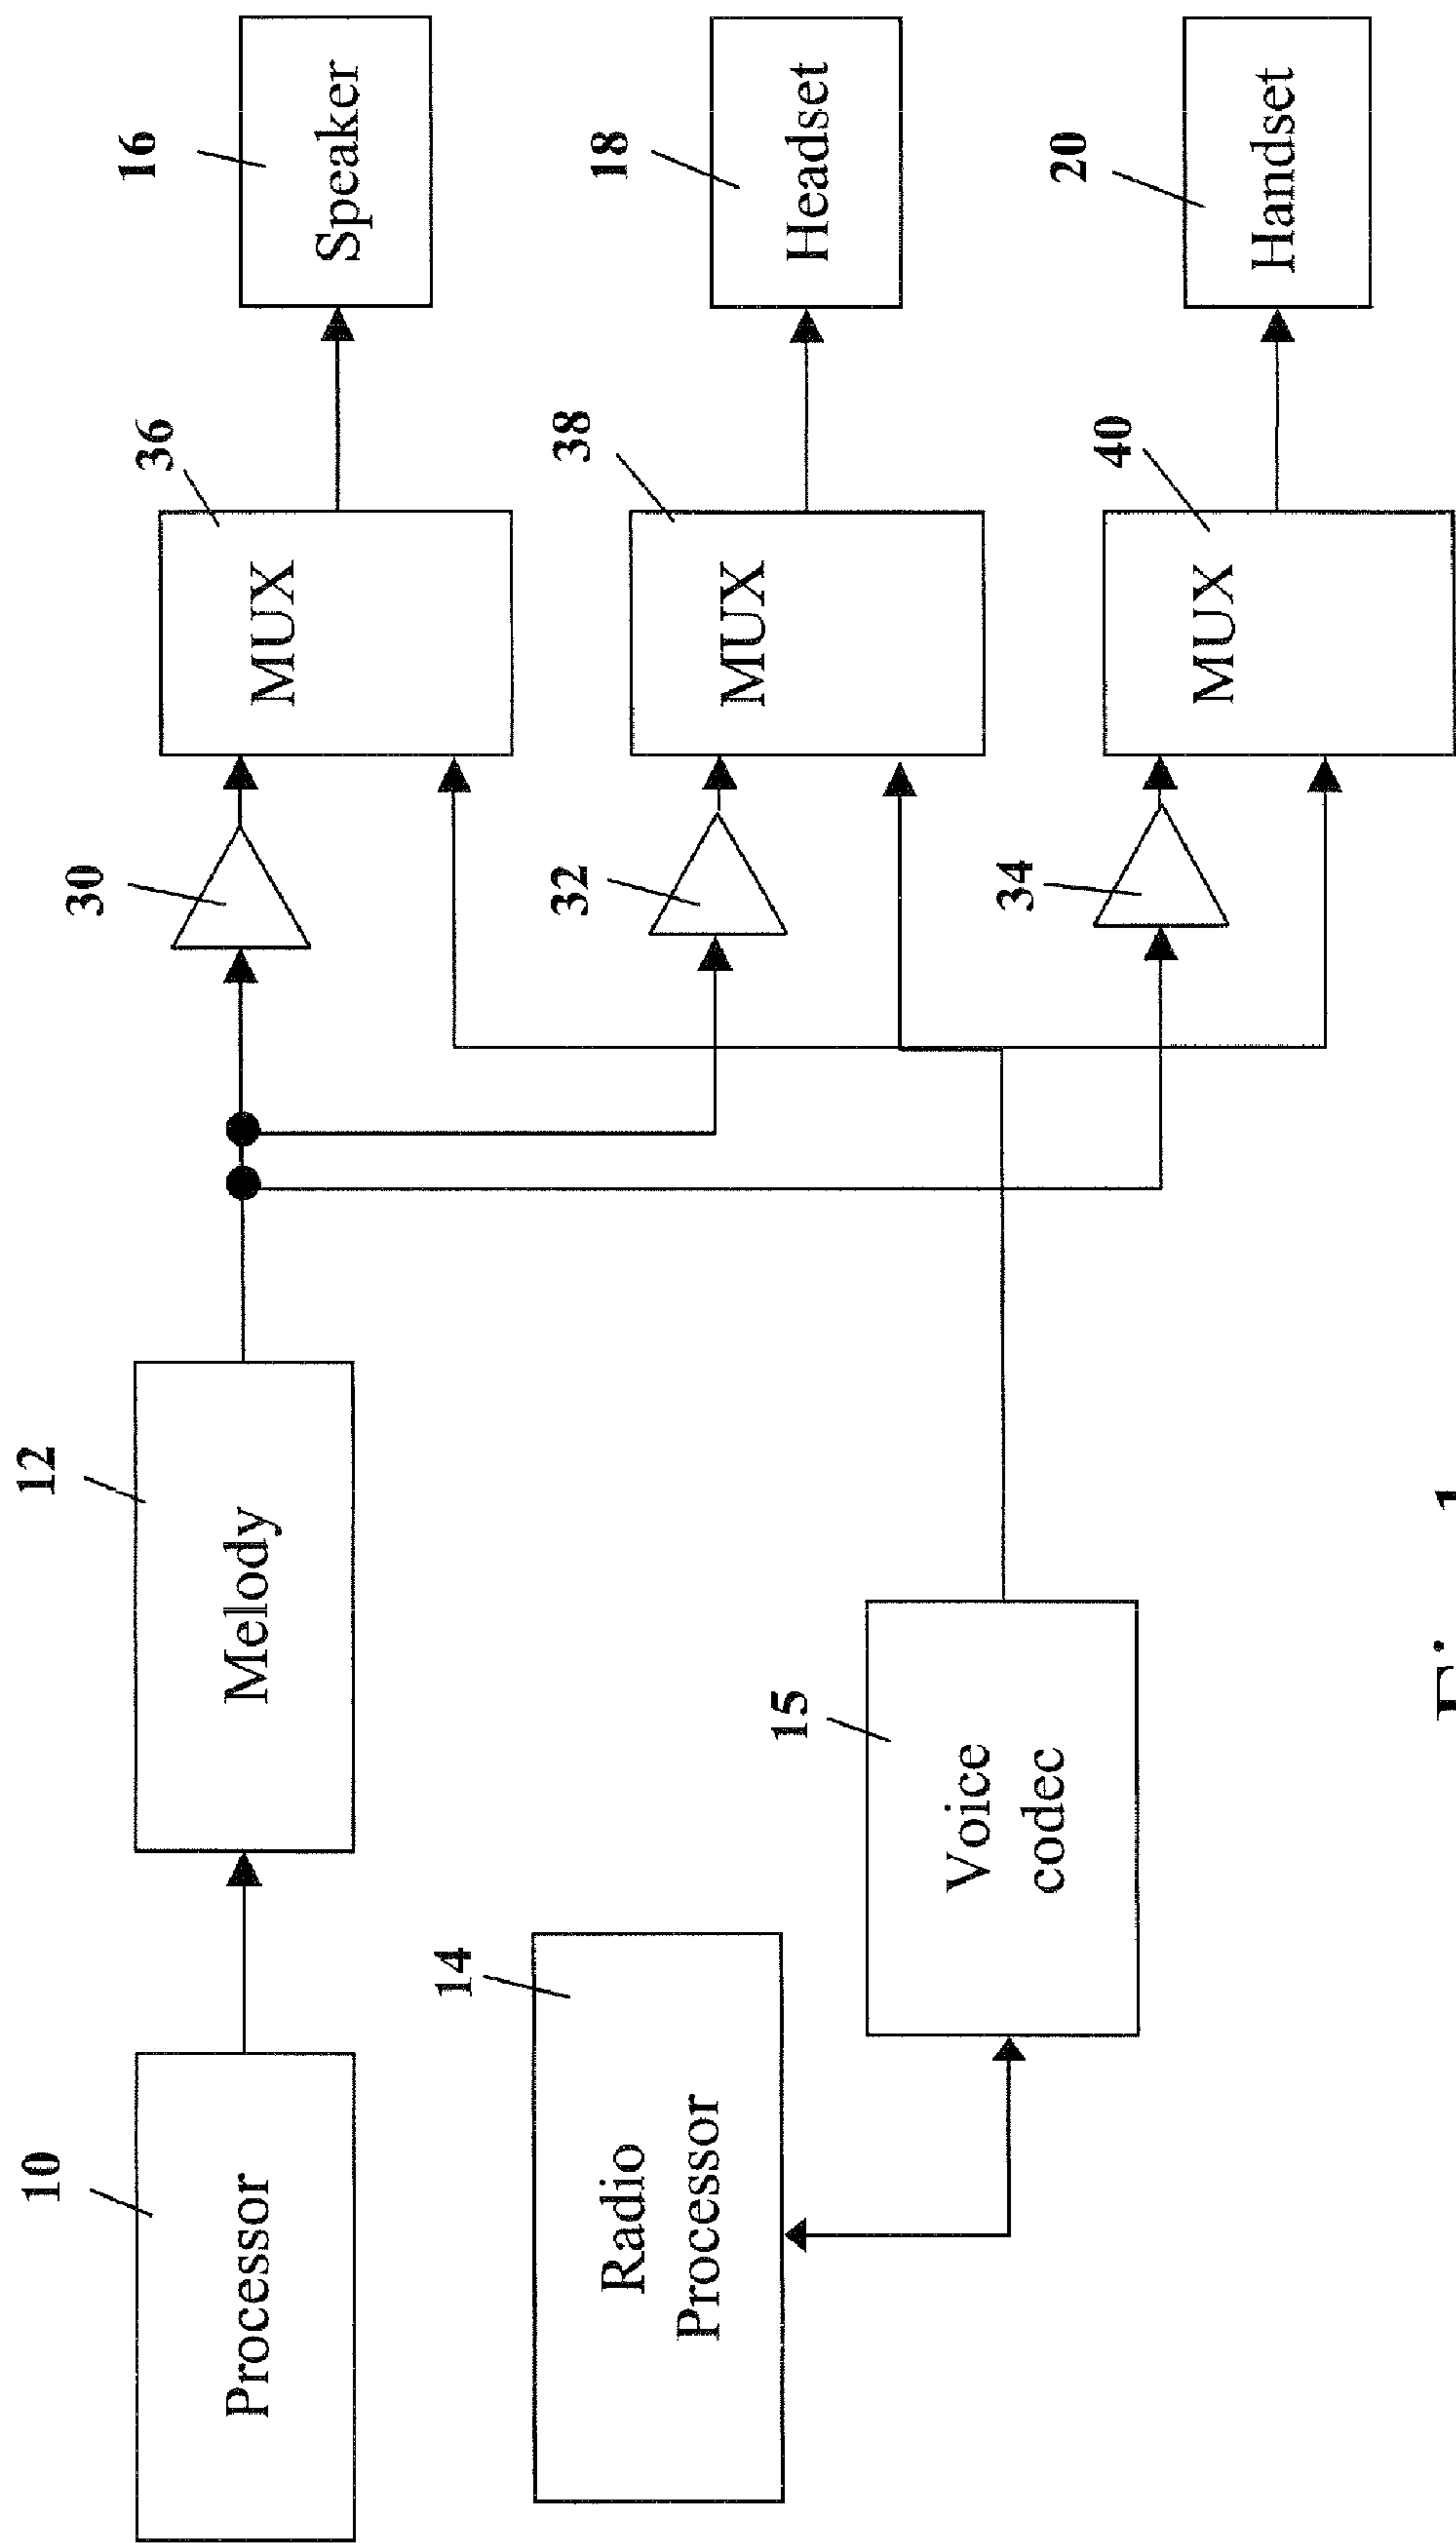 10
Processor
12
Melody
14
Radio
Processor
15
Voice
codec
30
32
34
36
MUX
38
MUX
40
MUX
16
Speaker
18
Headset
20
Handset